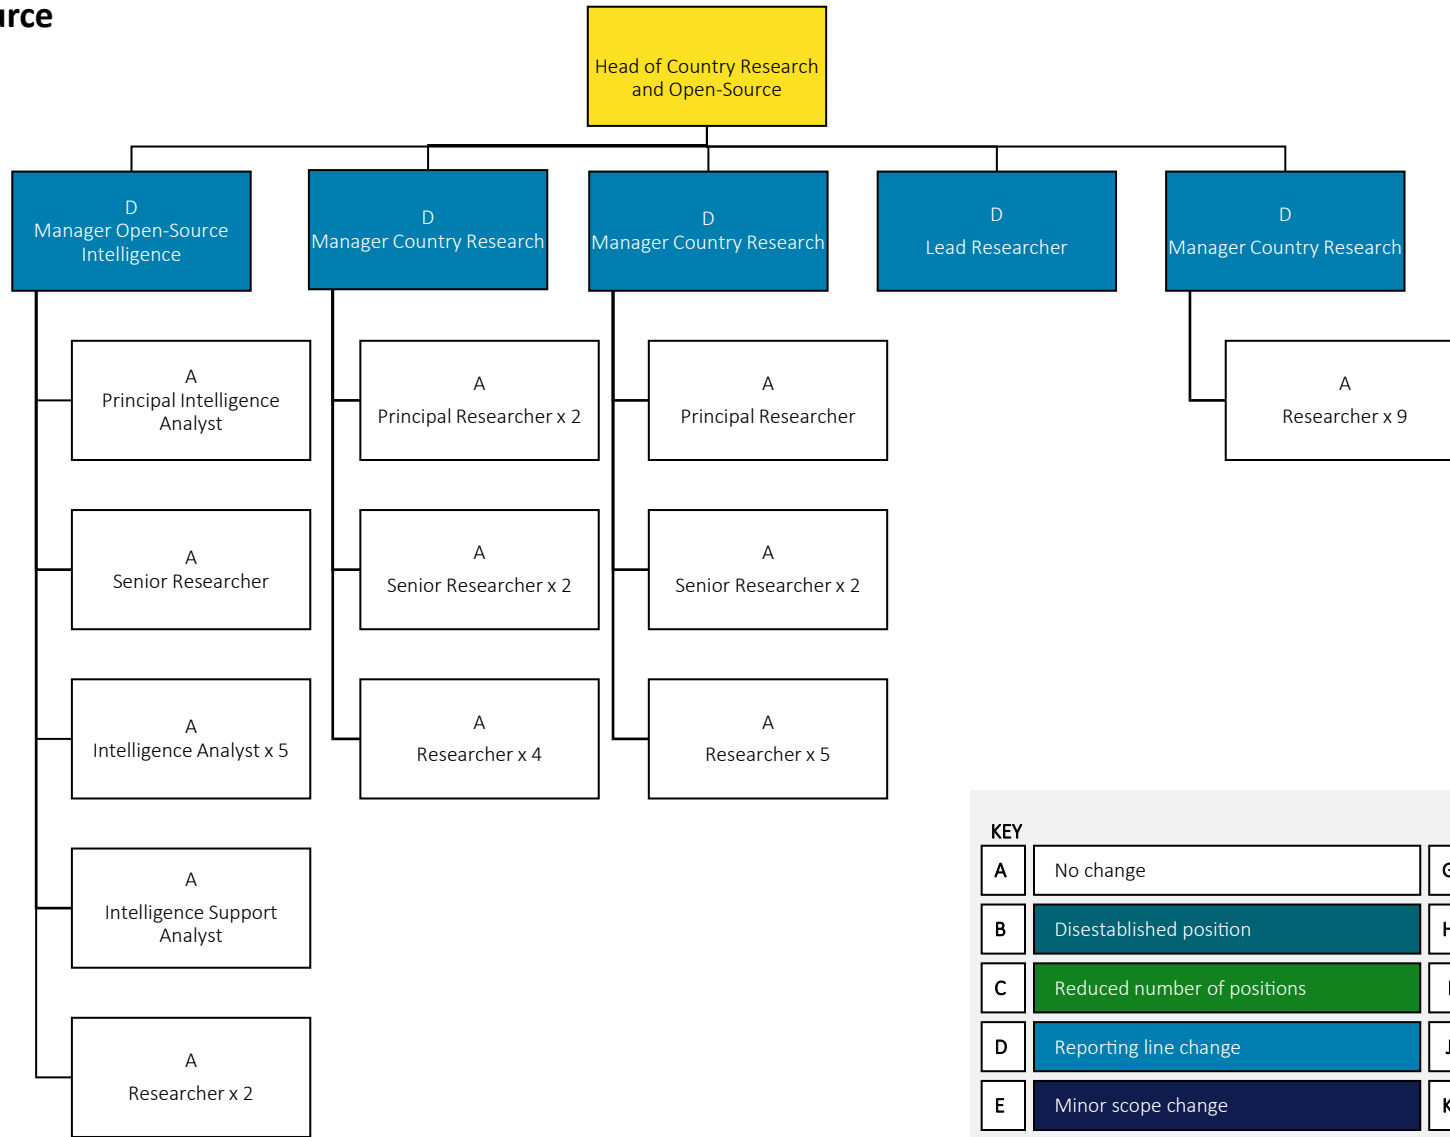 Head of Country Research
and Open-Source
D
Manager Open-Source
Intelligence
D
Manager Country Research
D
Manager Country Research
D
Lead Researcher
D
Manager Country Research
A
Principal Intelligence
Analyst
A
Senior Researcher
A
Intelligence Analyst x 5
A
Intelligence Support
Analyst
A
Researcher x 2
A
Principal Researcher x 2
A
Senior Researcher x 2
A
Researcher x 4
A
Principal Researcher
A
Senior Researcher x 2
A
Researcher x 5
A
Researcher x 9
KEY
A No change
B Disestablished position
C Reduced number of positions
D Reporting line change
E Minor scope change